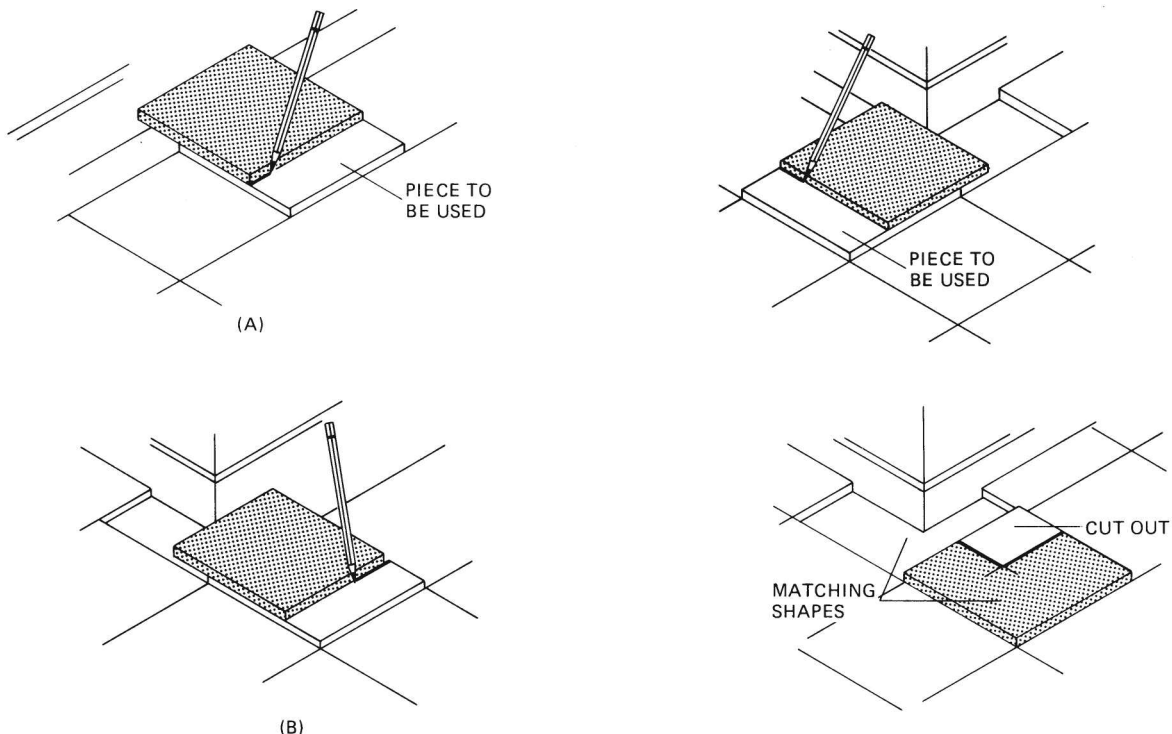 PIECE TO
BE USED
(A)
PIECE TO
BE USED
CUT OUT
MATCHING
SHAPES
(B)